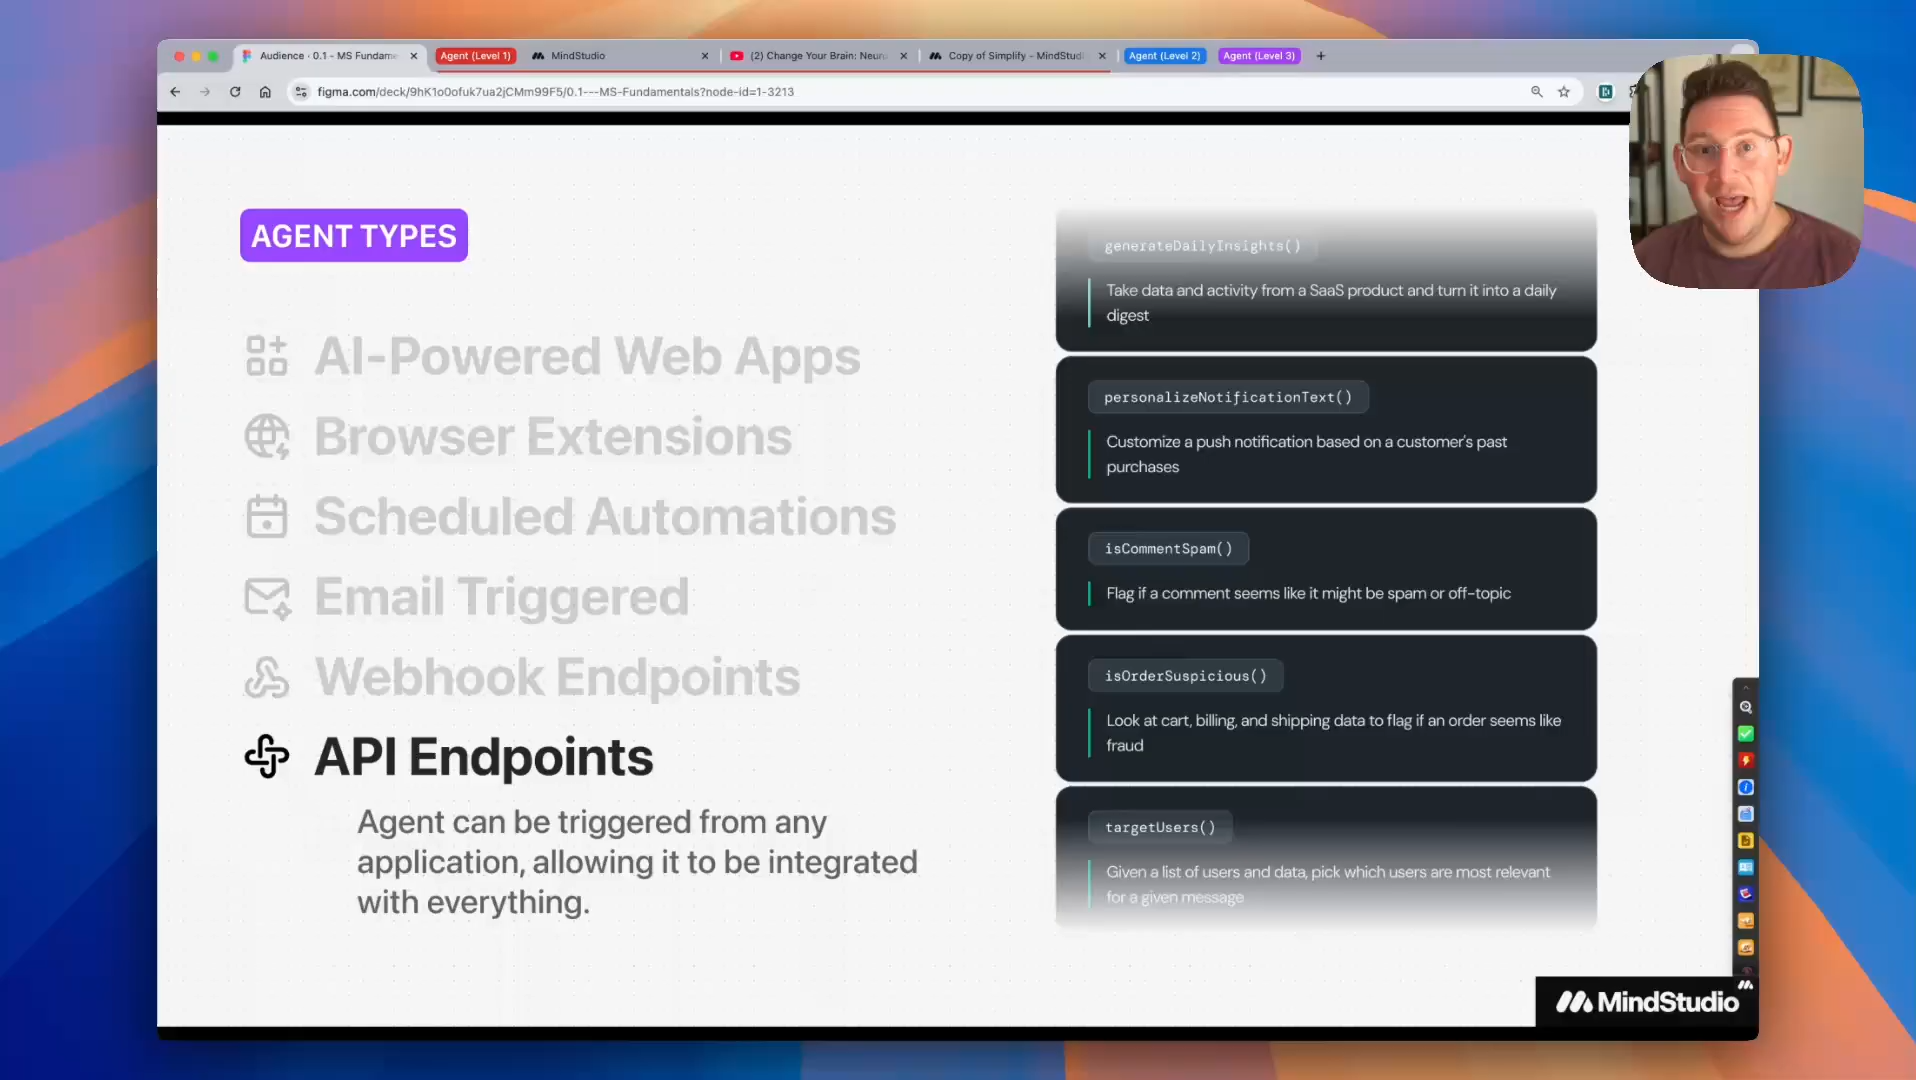 Audience · 0.1 - MS Fundame
Agent (Level 1)
MindStudio
(2) Change Your Brain: Neuro
Copy of Simplify - MindStudi
Agent (Level 2)
Agent (Level 3)
figma.com/deck/9hK1o0ofuk7ua2jCMm99F5/0.1---MS-Fundamentals?node-id=1-3213
AGENT TYPES
AI-Powered Web Apps
Browser Extensions
Scheduled Automations
Email Triggered
Webhook Endpoints
API Endpoints
Agent can be triggered from any
application, allowing it to be integrated
with everything.
generateDailyInsights()
Take data and activity from a SaaS product and turn it into a daily
digest
personalizeNotificationText()
Customize a push notification based on a customer's past
purchases
isCommentSpam()
Flag if a comment seems like it might be spam or off-topic
isOrderSuspicious()
Look at cart, billing, and shipping data to flag if an order seems like
fraud
targetUsers()
Given a list of users and data, pick which users are most relevant
for a given message
MindStudio